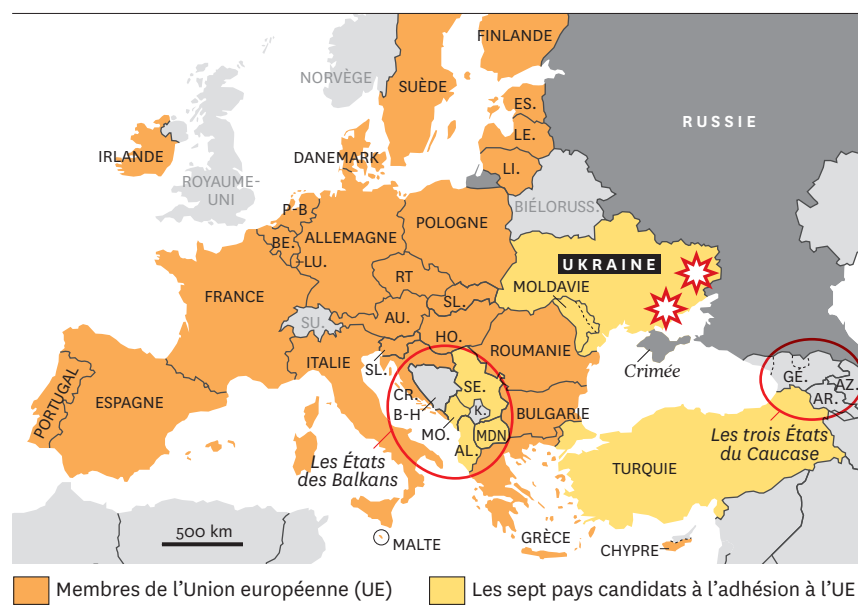 FINLANDE
NORVÈGE
SUÈDE
ES.
RUSSIE
LE.
IRLANDE
DANEMARK
LI.
ROYAUME-
UNI
BIÉLORUSS.
P-B
POLOGNE
BE.
ALLEMAGNE
LU.
UKRAINE
RT
MOLDAVIE
FRANCE
SL.
AU.
SU.
HO.
ROUMANIE
ITALIE
SL.
Crimée
GÉ.
AZ.
SE.
CR.
AR.
PORTUGAL
ESPAGNE
B-H
K.
BULGARIE
MO.
MDN
Les trois États
du Caucase
AL.
Les États
des Balkans
TURQUIE
500 km
MALTE
GRÈCE
CHYPRE
Membres de l'Union européenne (UE)
Les sept pays candidats à l'adhésion à l'UE